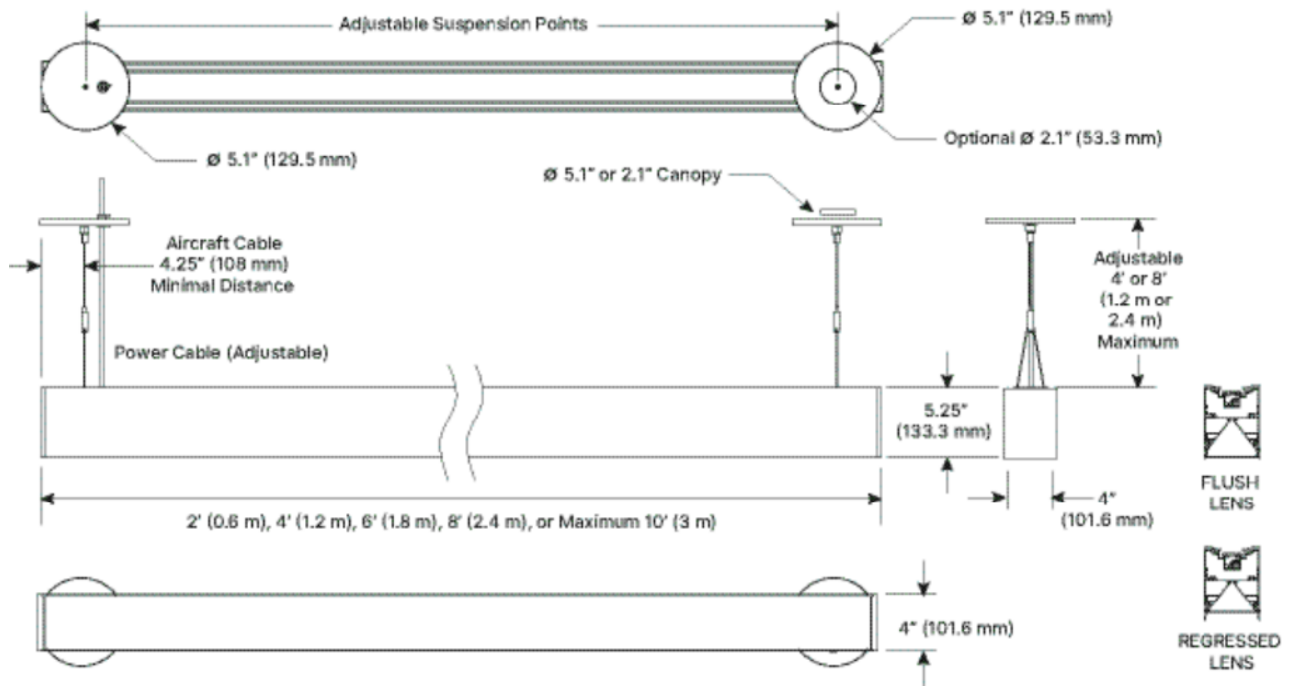 Adjustable Suspension Points
Ø 5.1" (129.5 mm)
Optional Ø 2.1" (53.3 mm)
Ø 5.1" (129.5 mm)
Ø 5.1" or 2.1" Canopy
Aircraft Cable
4.25" (108 mm)
Minimal Distance
Adjustable
4' or 8'
(1.2 m or
2.4 m)
Maximum
Power Cable (Adjustable)
5.25"
(133.3 mm)
4"
(101.6 mm)
FLUSH
LENS
2' (0.6 m), 4' (1.2 m), 6' (1.8 m), 8' (2.4 m), or Maximum 10' (3 m)
4" (101.6 mm)
REGRESSED
LENS